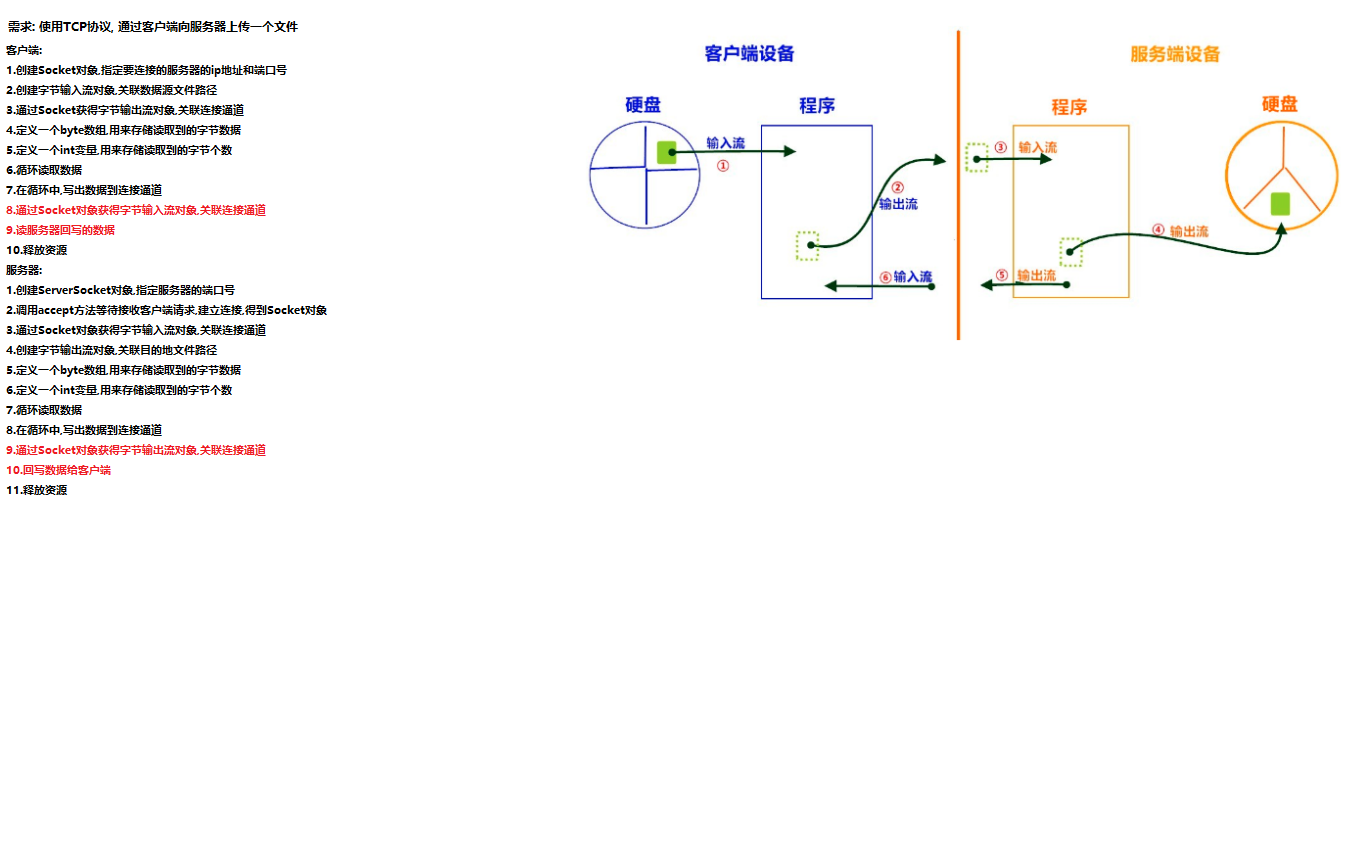 需求: 使用TCP协议, 通过客户端向服务器上传一个文件
客户端:
1.创建Socket对象,指定要连接的服务器的ip地址和端口号
2.创建字节输入流对象,关联数据源文件路径
3.通过Socket获得字节输出流对象,关联连接通道
4.定义一个byte数组,用来存储读取到的字节数据
5.定义一个int变量,用来存储读取到的字节个数
6.循环读取数据
7.在循环中,写出数据到连接通道
8.通过Socket对象获得字节输入流对象,关联连接通道
9.读服务器回写的数据
10.释放资源
服务器:
1.创建ServerSocket对象,指定服务器的端口号
2.调用accept方法等待接收客户端请求,建立连接,得到Socket对象
3.通过Socket对象获得字节输入流对象,关联连接通道
4.创建字节输出流对象,关联目的地文件路径
5.定义一个byte数组,用来存储读取到的字节数据
6.定义一个int变量,用来存储读取到的字节个数
7.循环读取数据
8.在循环中,写出数据到连接通道
9.通过Socket对象获得字节输出流对象,关联连接通道
10.回写数据给客户端
11.释放资源
客户端设备
硬盘
程序
输入流
①
②
输出流
⑥输入流
服务端设备
程序
硬盘
③ 输入流
④ 输出流
⑤ 输出流